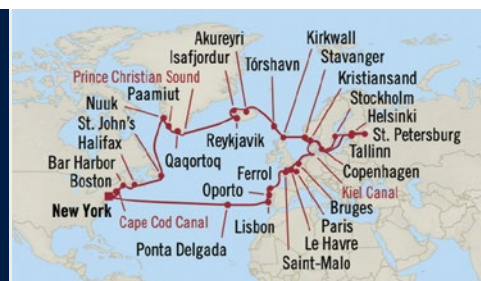 Akureyri
Isafjordur
Prince Christian Sound
Paamiut
Nuuk
St. John's
Halifax
Bar Harbor
Boston
New York
Cape Cod Canal
Qaqortoq
Reykjavik
Tórshavn
Kirkwall
Stavanger
Kristiansand
Stockholm
Helsinki
St. Petersburg
Tallinn
Copenhagen
Kiel Canal
Bruges
Paris
Le Havre
Saint-Malo
Ferrol
Oporto
Lisbon
Ponta Delgada